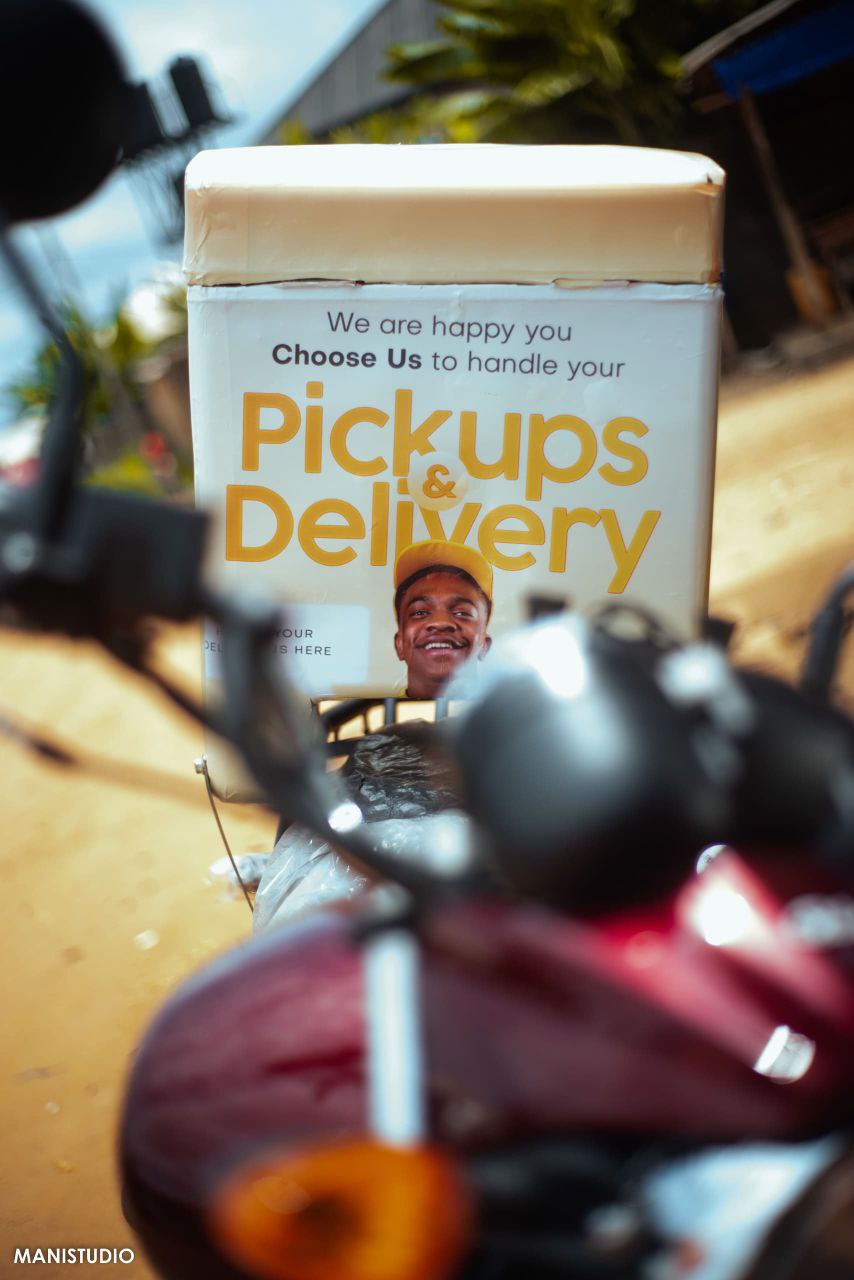 We are happy you
Choose Us to handle your
Pickups
&
Delivery
YOUR
IS HERE
MANISTUDIO